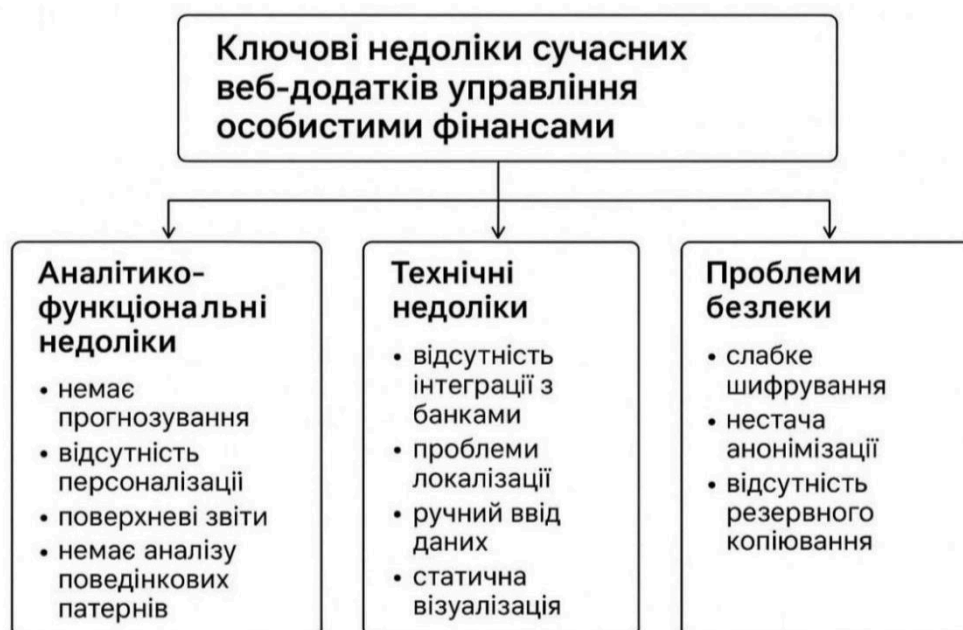 Ключові недоліки сучасних
веб-додатків управління
особистими фінансами
Аналітико-
функціональні
недоліки
• немає
прогнозування
• відсутність
персоналізації
• поверхневі звіти
• немає аналізу
поведінкових
патернів
Технічні
недоліки
• відсутність
інтеграції з
банками
• проблеми
локалізації
• ручний ввід
даних
• статична
візуалізація
Проблеми
безлеки
• слабке
шифрування
• нестача
анонімізації
• відсутність
резервного
копіювання